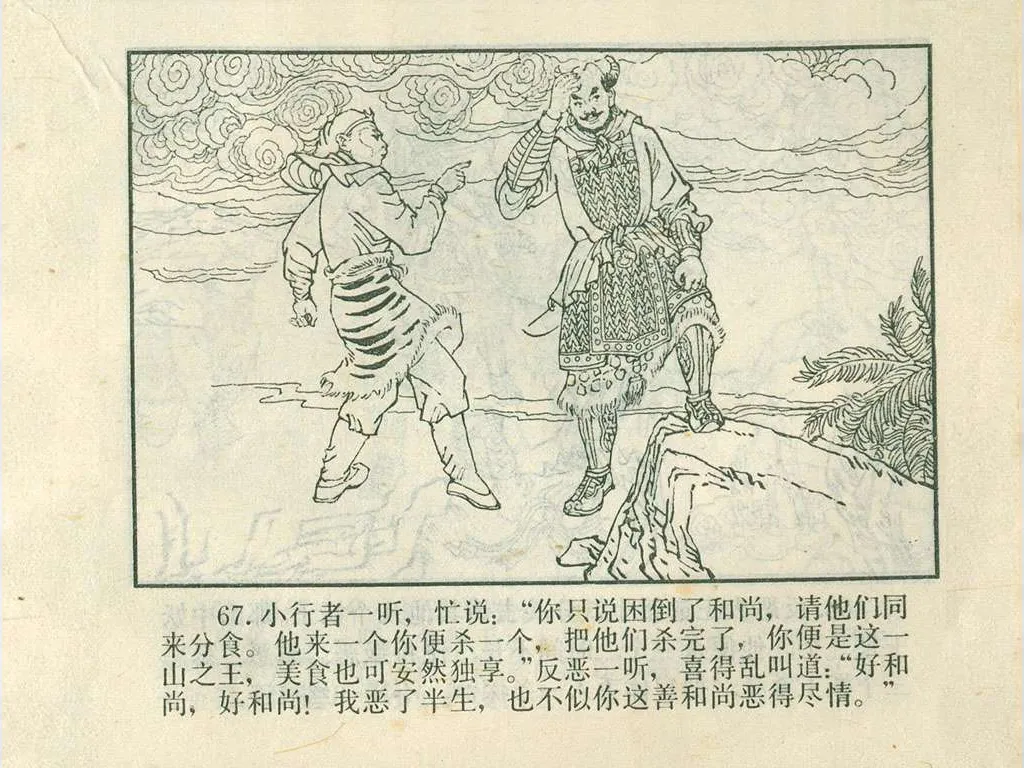 67.小行者一听，忙说：“你只说困倒了和尚，请他们同
来分食。他来一个你便杀一个，把他们杀完了，你便是这一
山之王，美食也可安然独享。”反恶一听，喜得乱叫道：“好和
尚，好和尚！我恶了半生，也不似你这善和尚恶得尽情。”